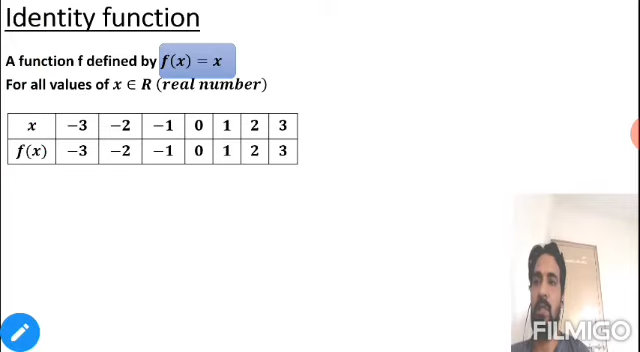 Identity function
A function f defined by f(x) = x
For all values of x ∈ R (real number)
x −3 −2 −1 0 1 2 3
f(x) −3 −2 −1 0 1 2 3
FILMIGO